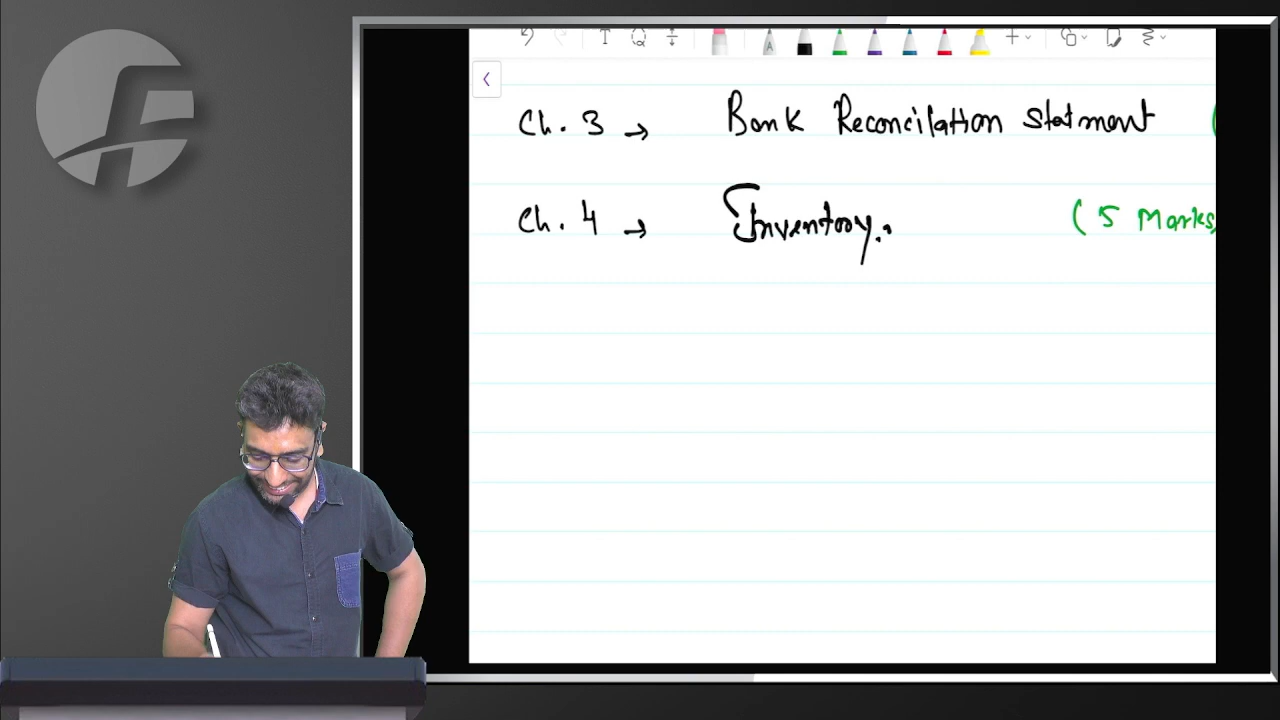 Ch. 3 → Bank Reconcilation Statment (
Ch. 4 → Inventory. (5 Marks)